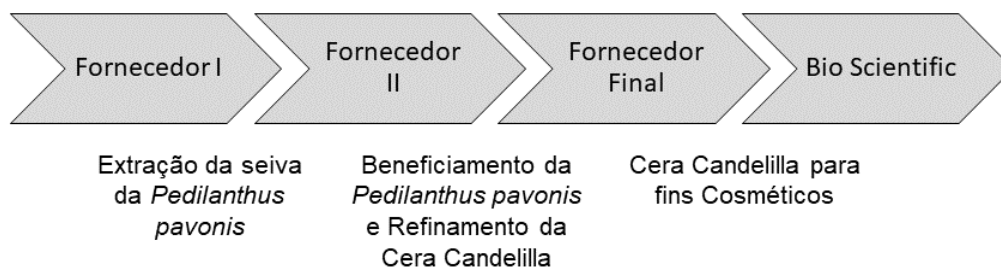 Fornecedor I
Fornecedor
II
Fornecedor
Final
Bio Scientific
Extração da seiva
da Pedilanthus
pavonis
Beneficiamento da
Pedilanthus pavonis
e Refinamento da
Cera Candelilla
Cera Candelilla para
fins Cosméticos